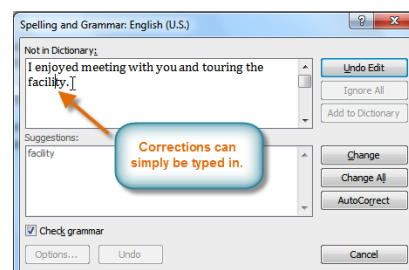 Spelling and Grammar: English (U.S.)
?
Not in Dictionary:
I enjoyed meeting with you and touring the
facility.
Undo Edit
Ignore All
Add to Dictionary
Suggestions:
facility
Corrections can
simply be typed in.
Change
Change All
AutoCorrect
Check grammar
Options...
Undo
Cancel